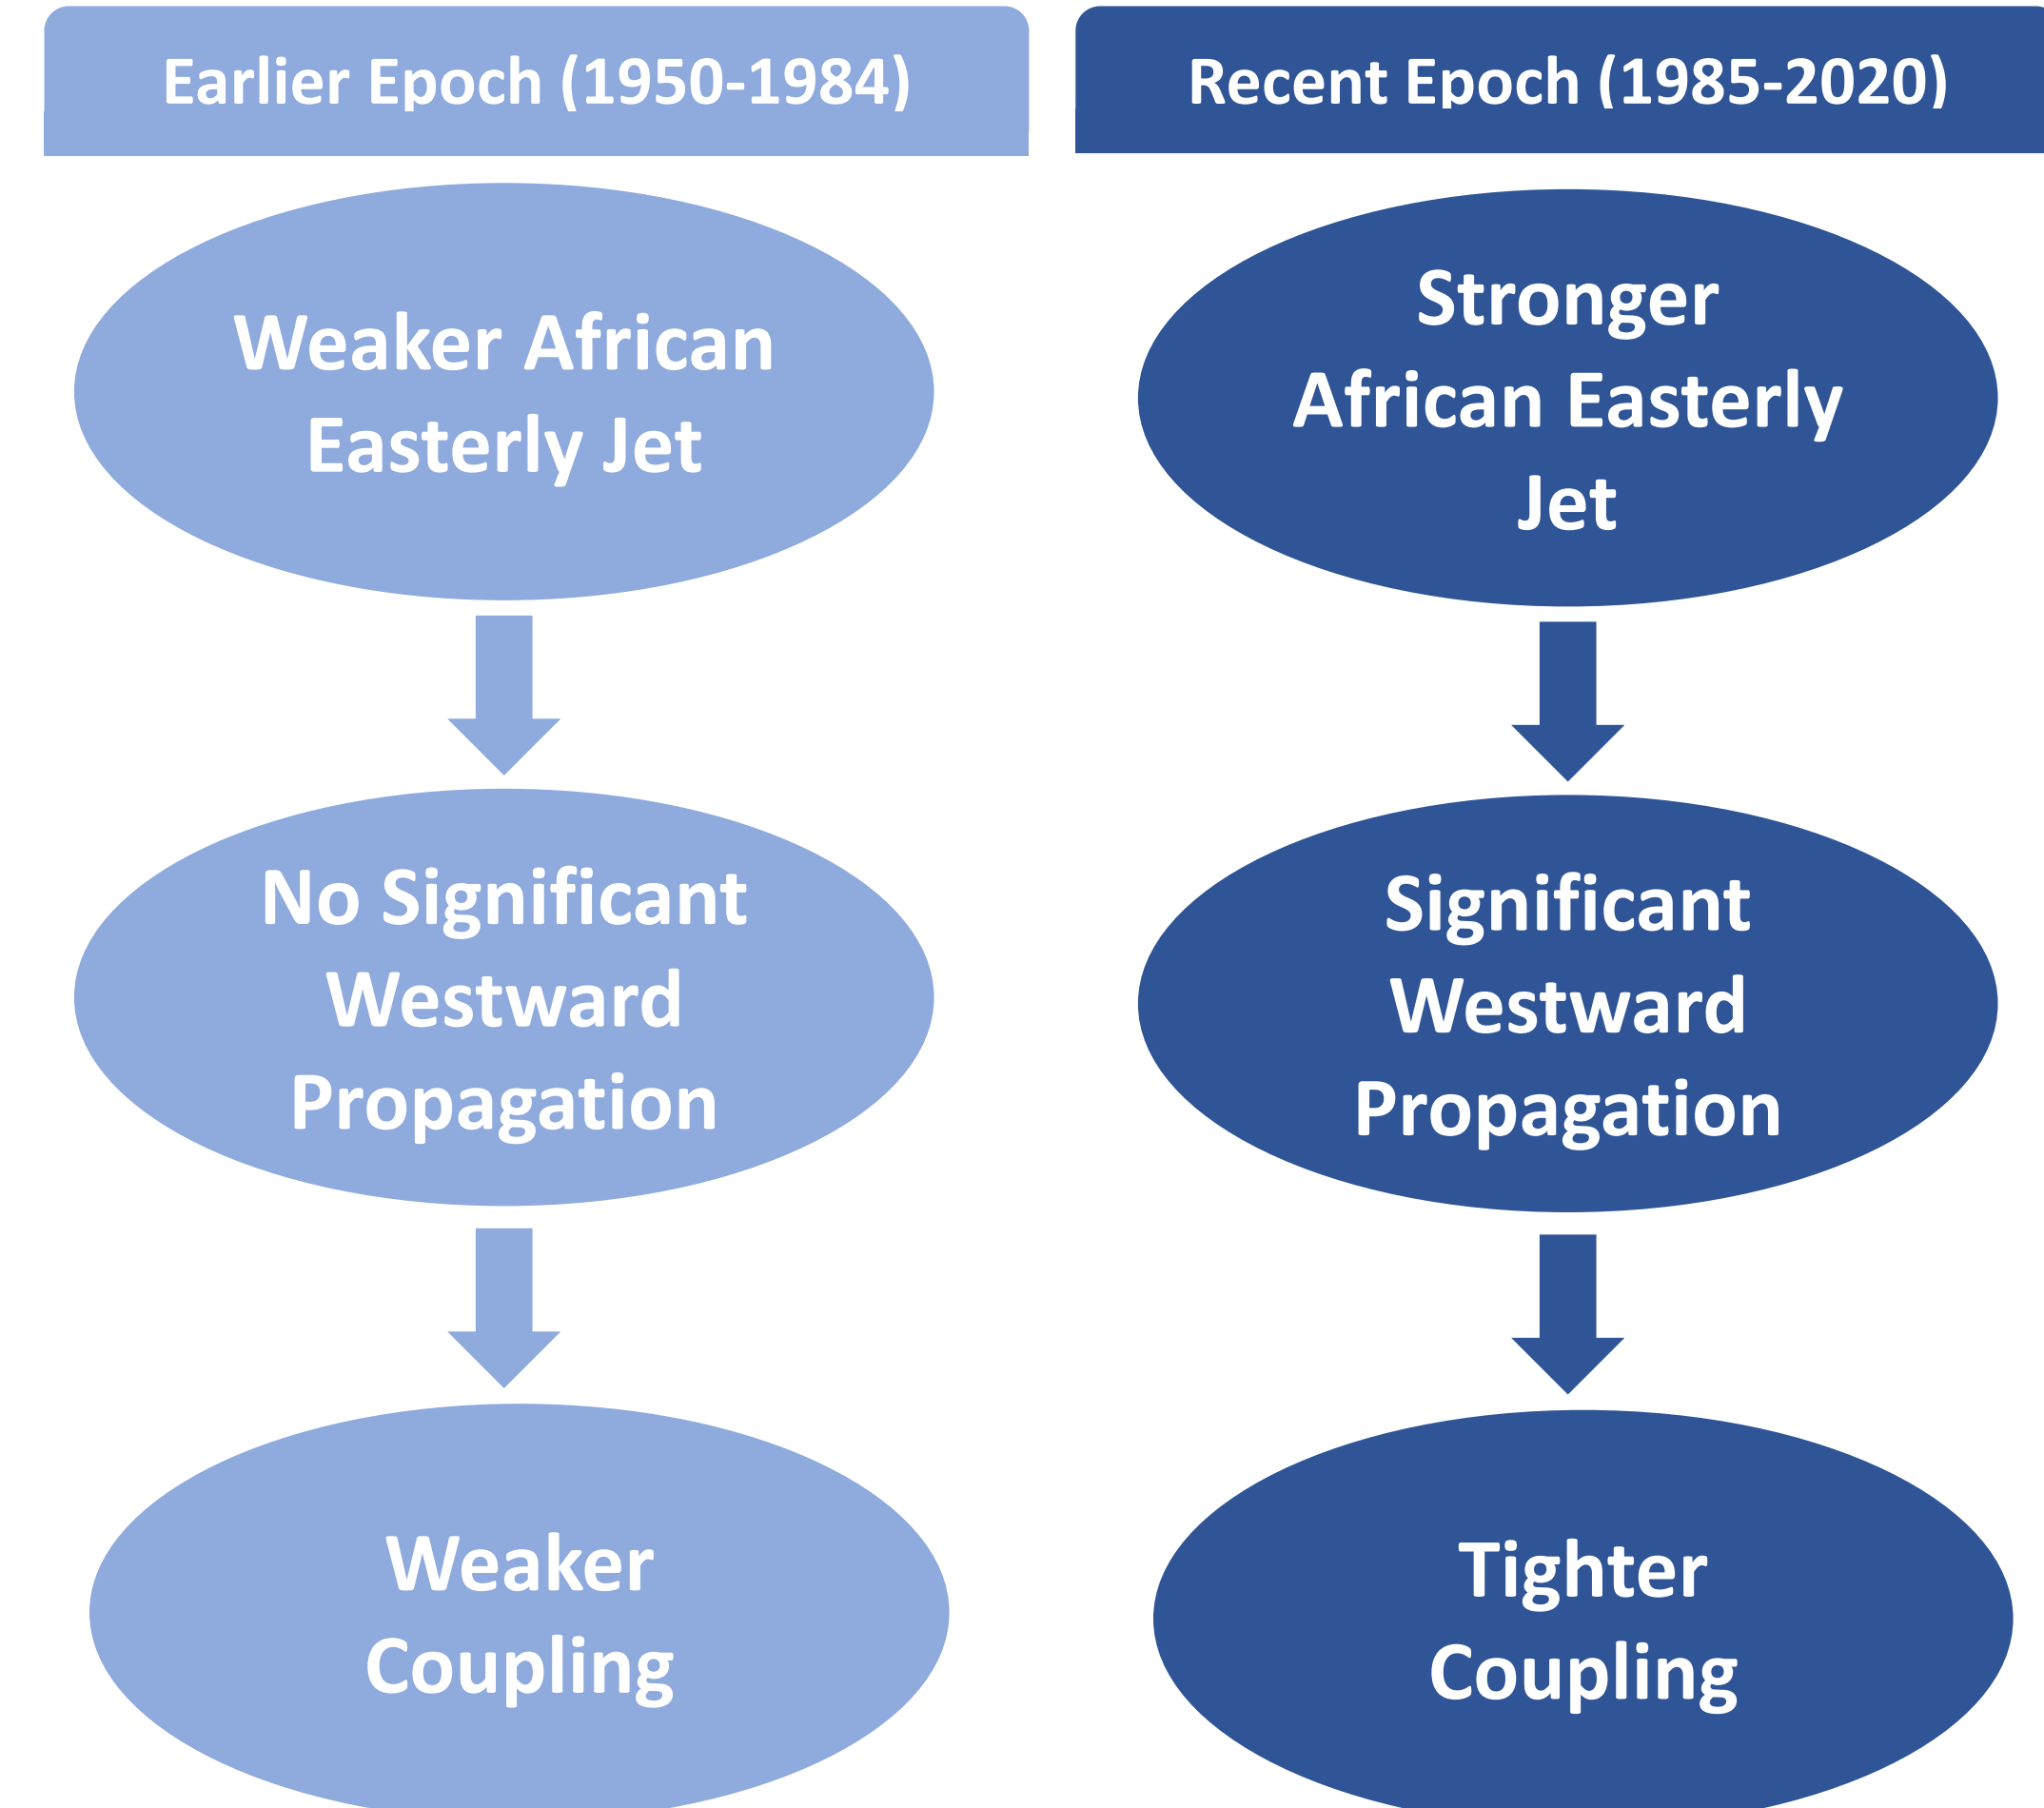 Earlier Epoch (1950-1984)
Weaker African
Easterly Jet
No Significant
Westward
Propagation
Weaker
Coupling
Recent Epoch (1985-2020)
Stronger
African Easterly
Jet
Significant
Westward
Propagation
Tighter
Coupling